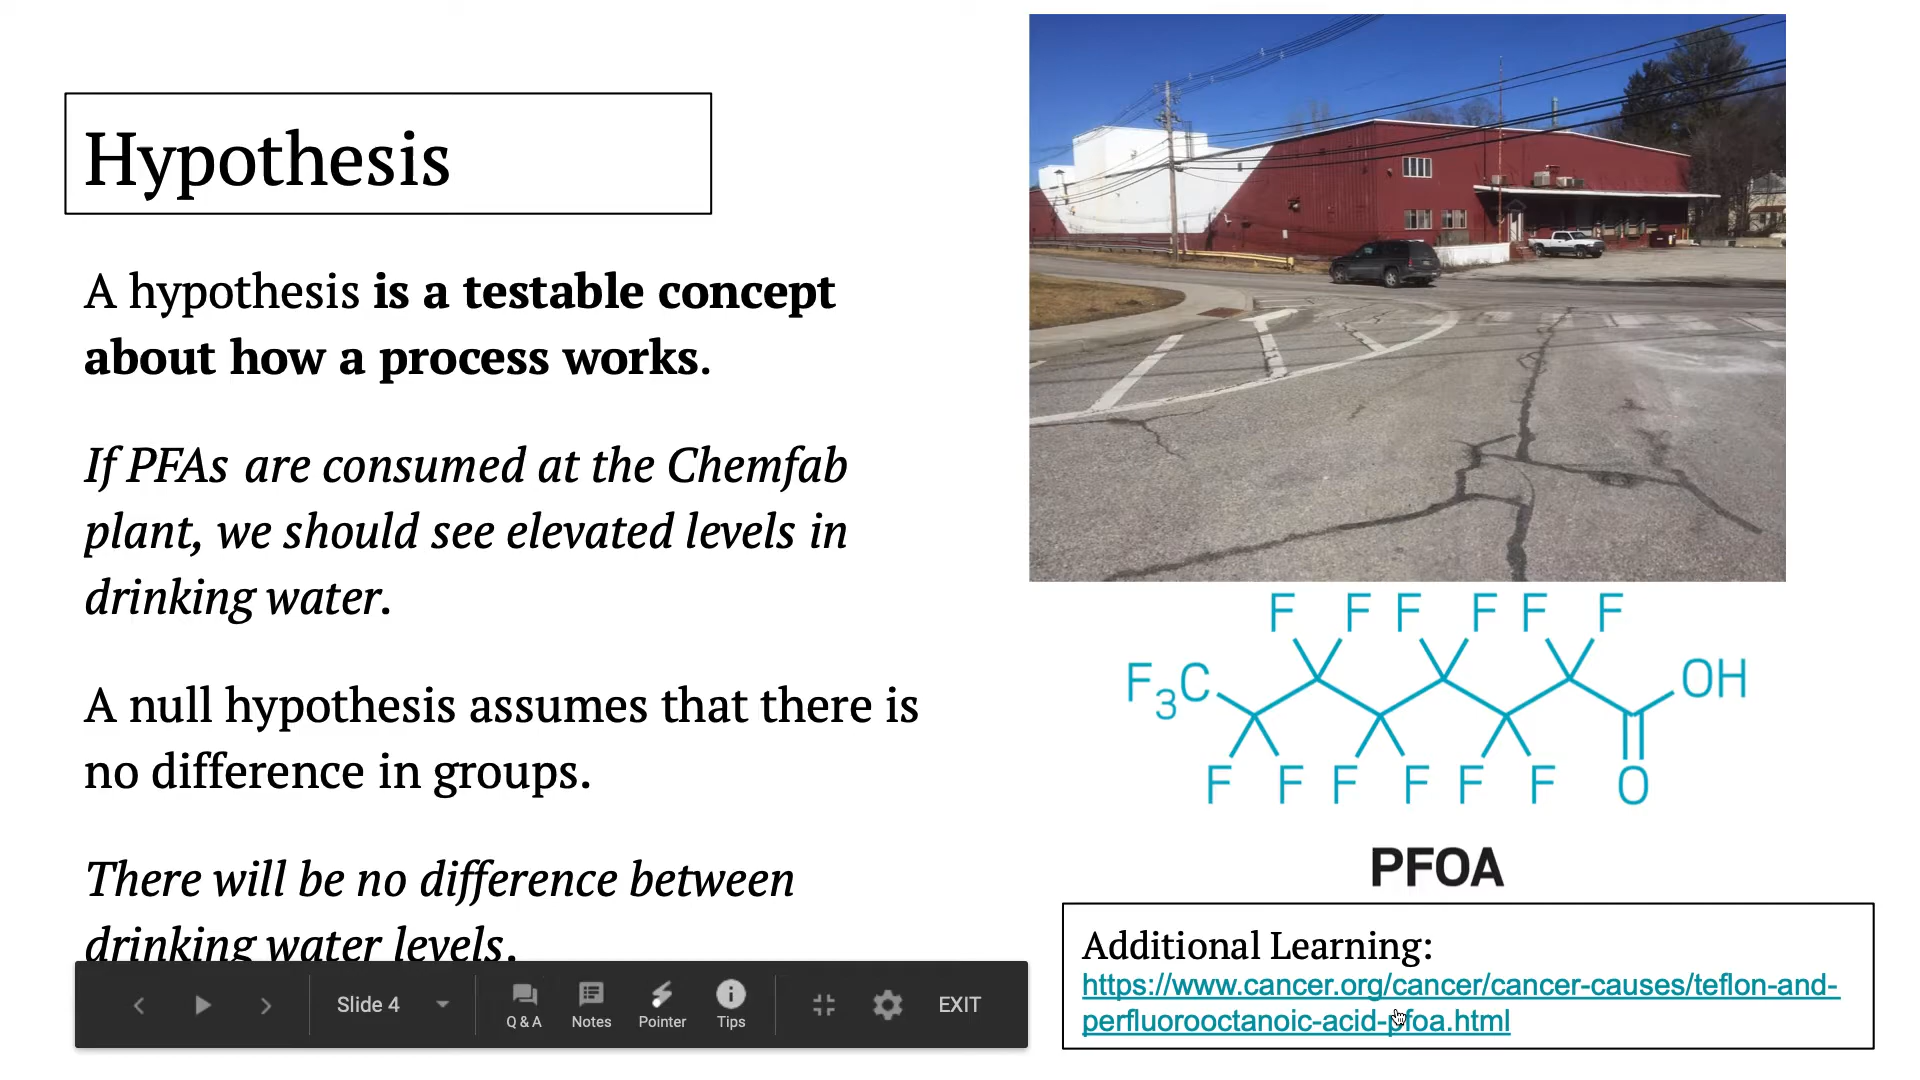 Hypothesis
A hypothesis is a testable concept
about how a process works.
If PFAs are consumed at the Chemfab
plant, we should see elevated levels in
drinking water.
A null hypothesis assumes that there is
no difference in groups.
There will be no difference between
drinking water levels.
F F F F F F
F3C OH
F F F F F F O
PFOA
Additional Learning:
https://www.cancer.org/cancer/cancer-causes/teflon-and-
perfluorooctanoic-acid-pfoa.html
Slide 4
Q & A Notes Pointer Tips
EXIT